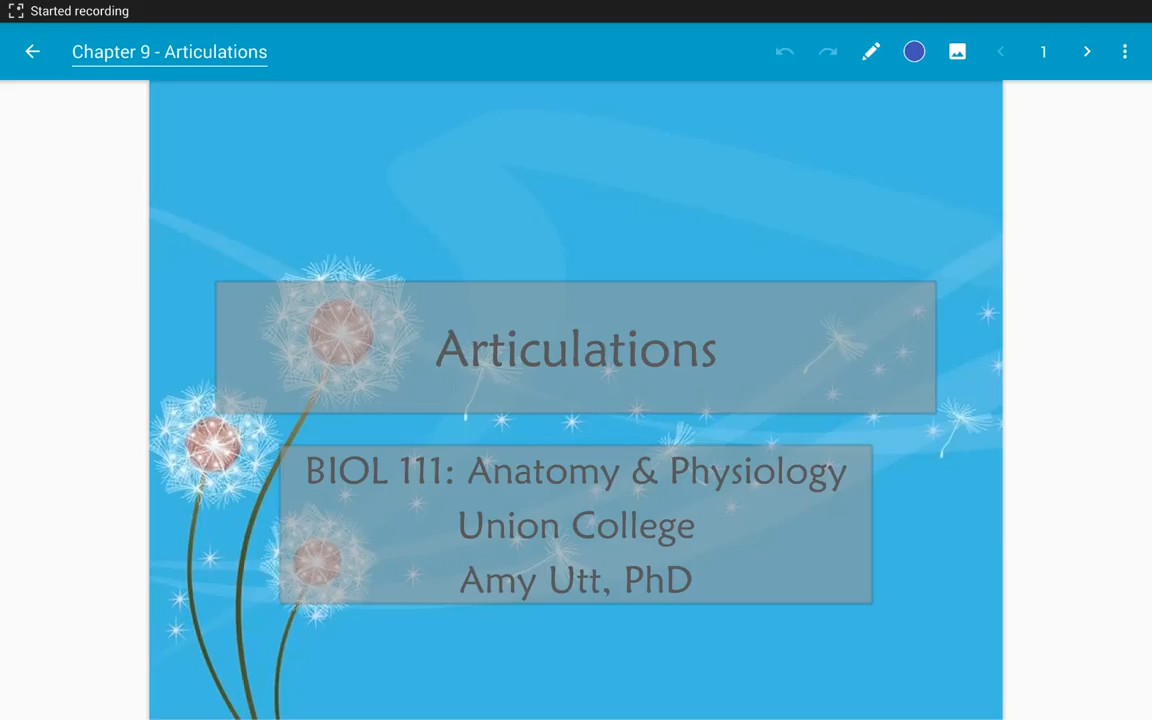 Started recording
Chapter 9 - Articulations
1
Articulations
BIOL 111: Anatomy & Physiology
Union College
Amy Utt, PhD